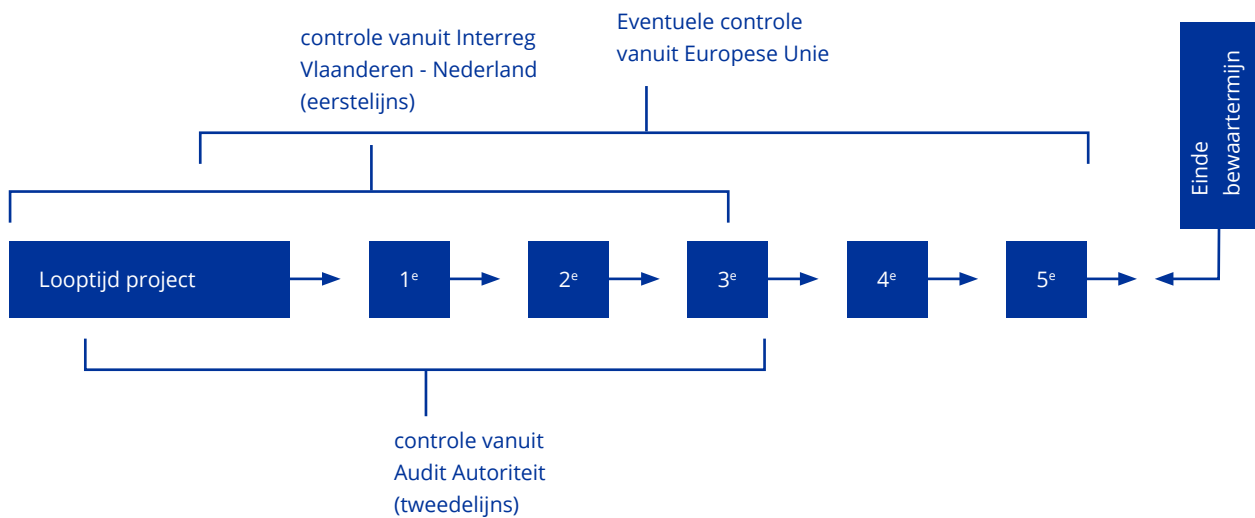 controle vanuit Interreg
Vlaanderen - Nederland
(eerstelijns)
Eventuele controle
vanuit Europese Unie
Einde
bewaartermijn
Looptijd project
1e
2e
3e
4e
5e
controle vanuit
Audit Autoriteit
(tweedelijns)